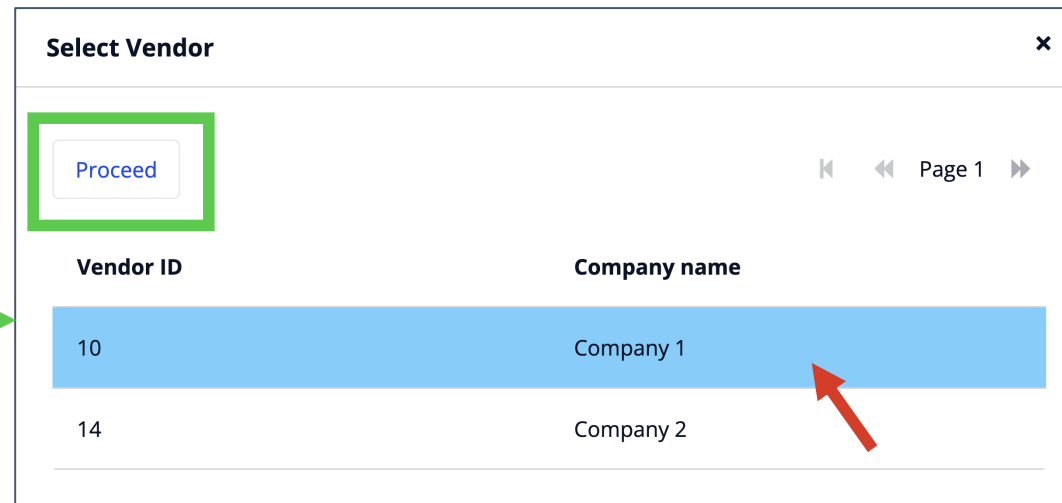 Select Vendor
Proceed
Page 1
Vendor ID Company name
10 Company 1
14 Company 2